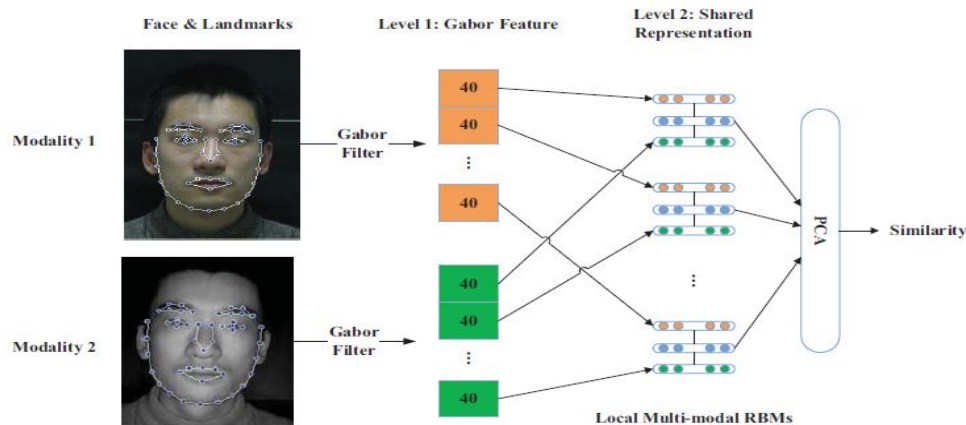 Face & Landmarks
Level 1: Gabor Feature
Level 2: Shared
Representation
Modality 1
Gabor
Filter
40
40
...
40
Modality 2
Gabor
Filter
40
40
...
40
...
Local Multi-modal RBMs
PCA
Similarity